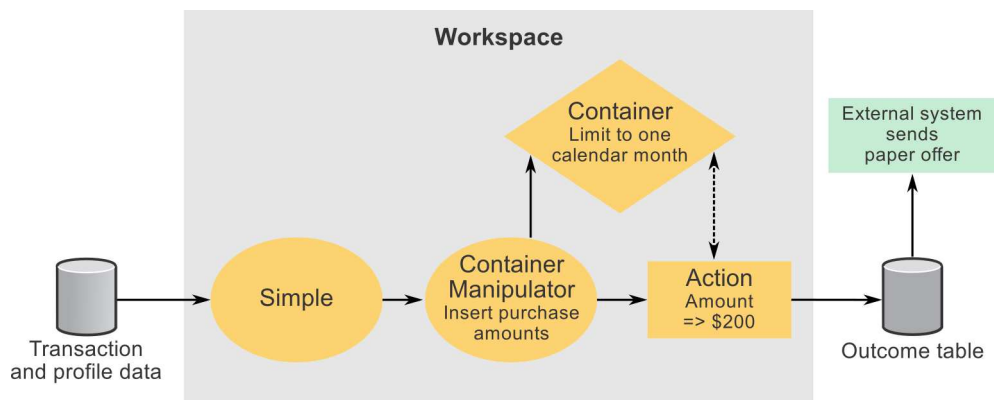 Workspace
Container
Limit to one
calendar month
External system
sends
paper offer
Simple
Container
Manipulator
Insert purchase
amounts
Action
Amount
=> $200
Transaction
and profile data
Outcome table